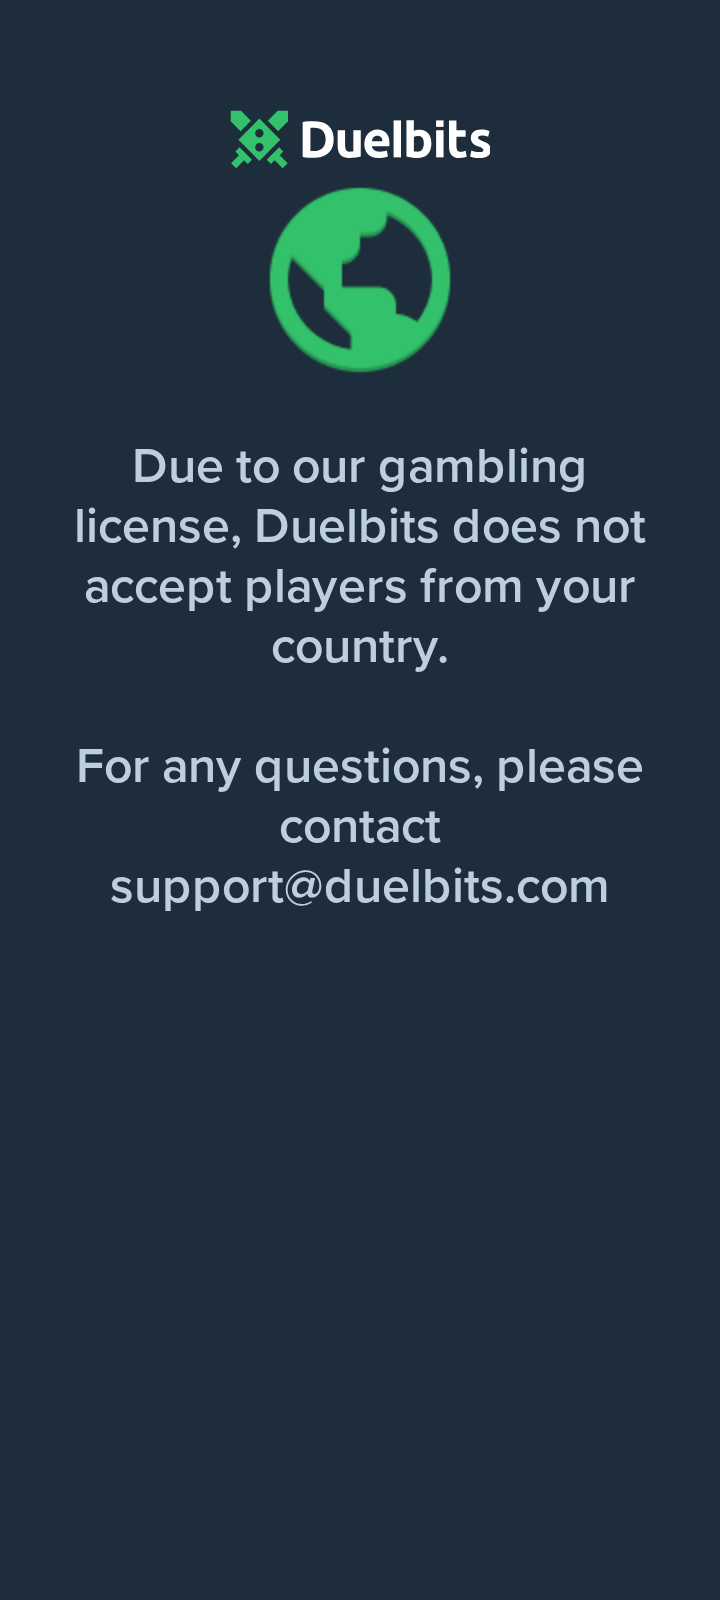 Duelbits
Due to our gambling
license, Duelbits does not
accept players from your
country.
For any questions, please
contact
support@duelbits.com